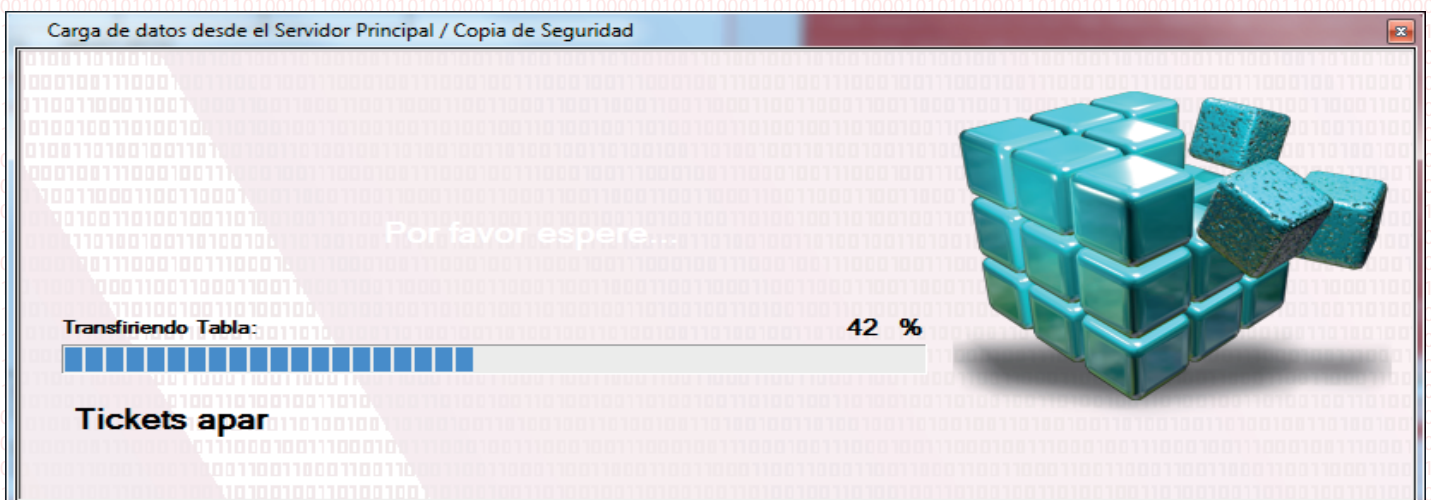 Carga de datos desde el Servidor Principal / Copia de Seguridad
Por favor espere...
Transfiriendo Tabla:
42 %
Tickets apar